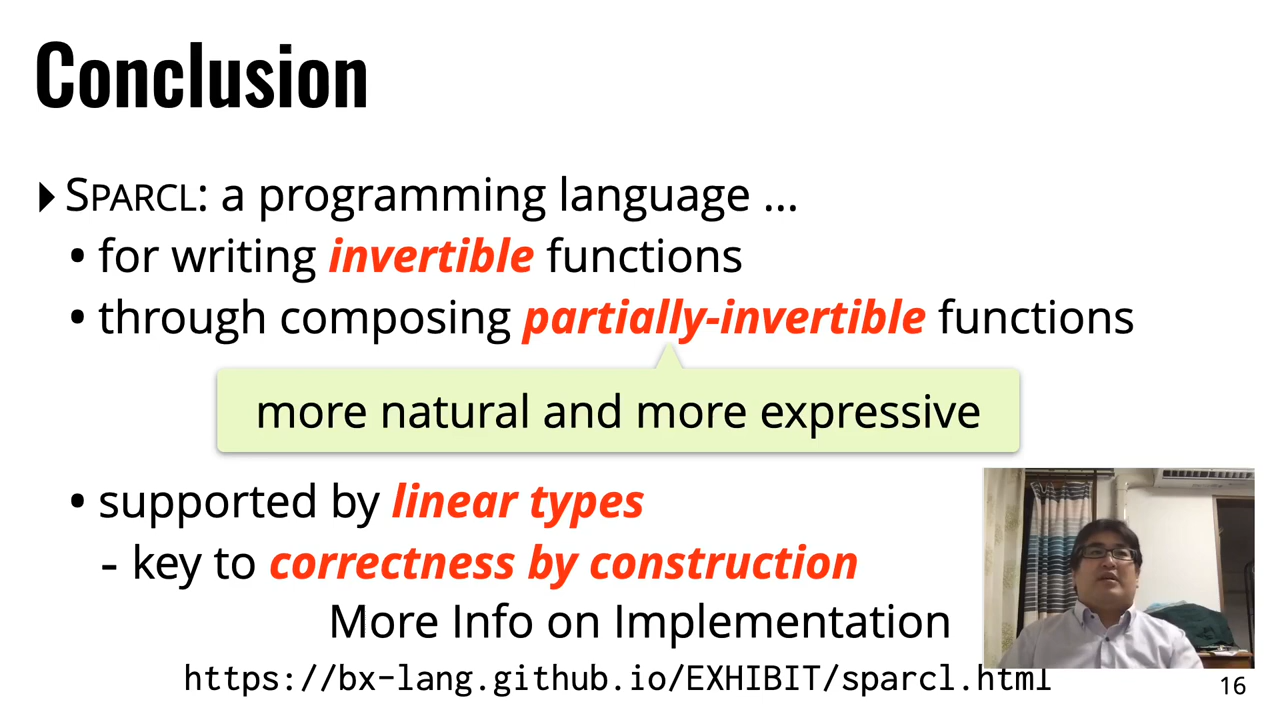 Conclusion
SPARCL: a programming language ...
• for writing invertible functions
• through composing partially-invertible functions
more natural and more expressive
• supported by linear types
- key to correctness by construction
More Info on Implementation
https://bx-lang.github.io/EXHIBIT/sparcl.html
16